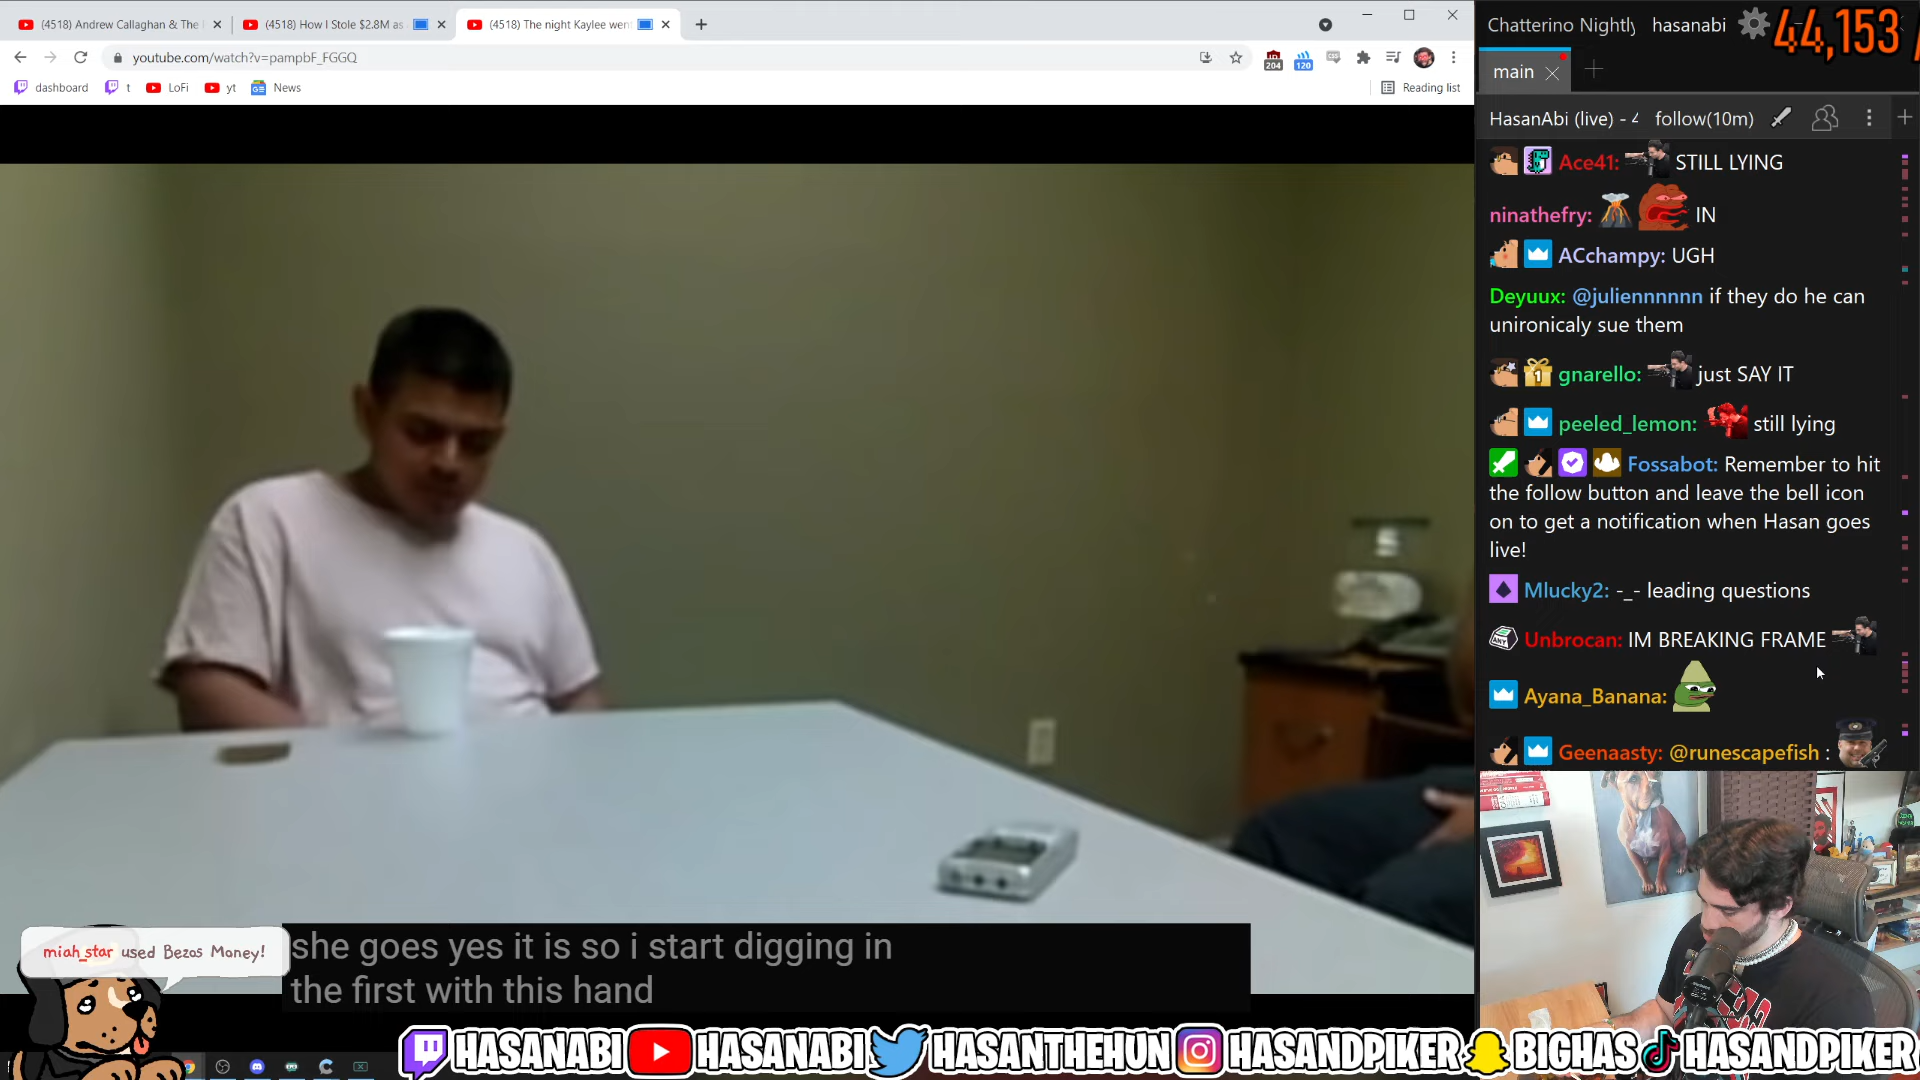 (4518) Andrew Callaghan & The
(4518) How I Stole $2.8M as
(4518) The night Kaylee wen
youtube.com/watch?v=pampbF_FGGQ
204
120
dashboard
t
LoFi
yt
News
Reading list
Chatterino Nightly
hasanabi
44,153
main
HasanAbi (live) - 4
follow(10m)
Ace41: STILL LYING
ninathefry: IN
ACchampy: UGH
Deyuux: @juliennnnnn if they do he can
unironicaly sue them
gnarello: just SAY IT
peeled_lemon: still lying
Fossabot: Remember to hit
the follow button and leave the bell icon
on to get a notification when Hasan goes
live!
Mlucky2: -_- leading questions
Unbrocan: IM BREAKING FRAME
Ayana_Banana:
Geenaasty: @runescapefish :
miah_star used Bezos Money!
she goes yes it is so i start digging in
the first with this hand
HASANABI HASANABI HASANTHEHUN HASANDPIKER BIGHAS HASANDPIKER